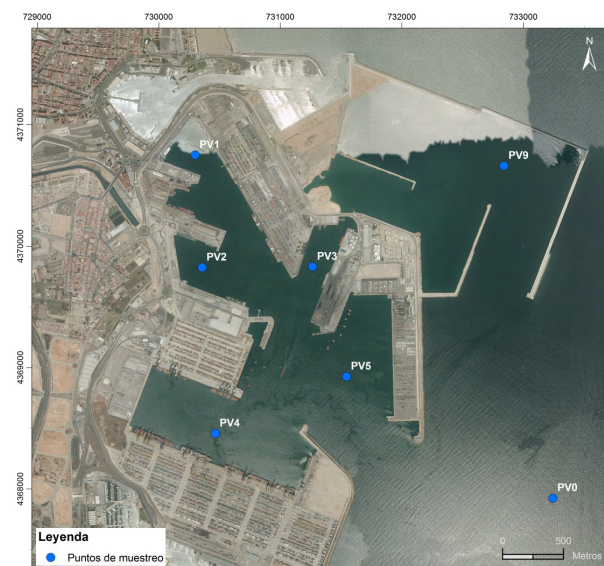 729000 730000 731000 732000 733000
N
4371000
PV1
PV9
4370000
PV2
PV3
4369000
PV5
PV4
4368000
PV0
Leyenda
Puntos de muestreo
0 500
Metros